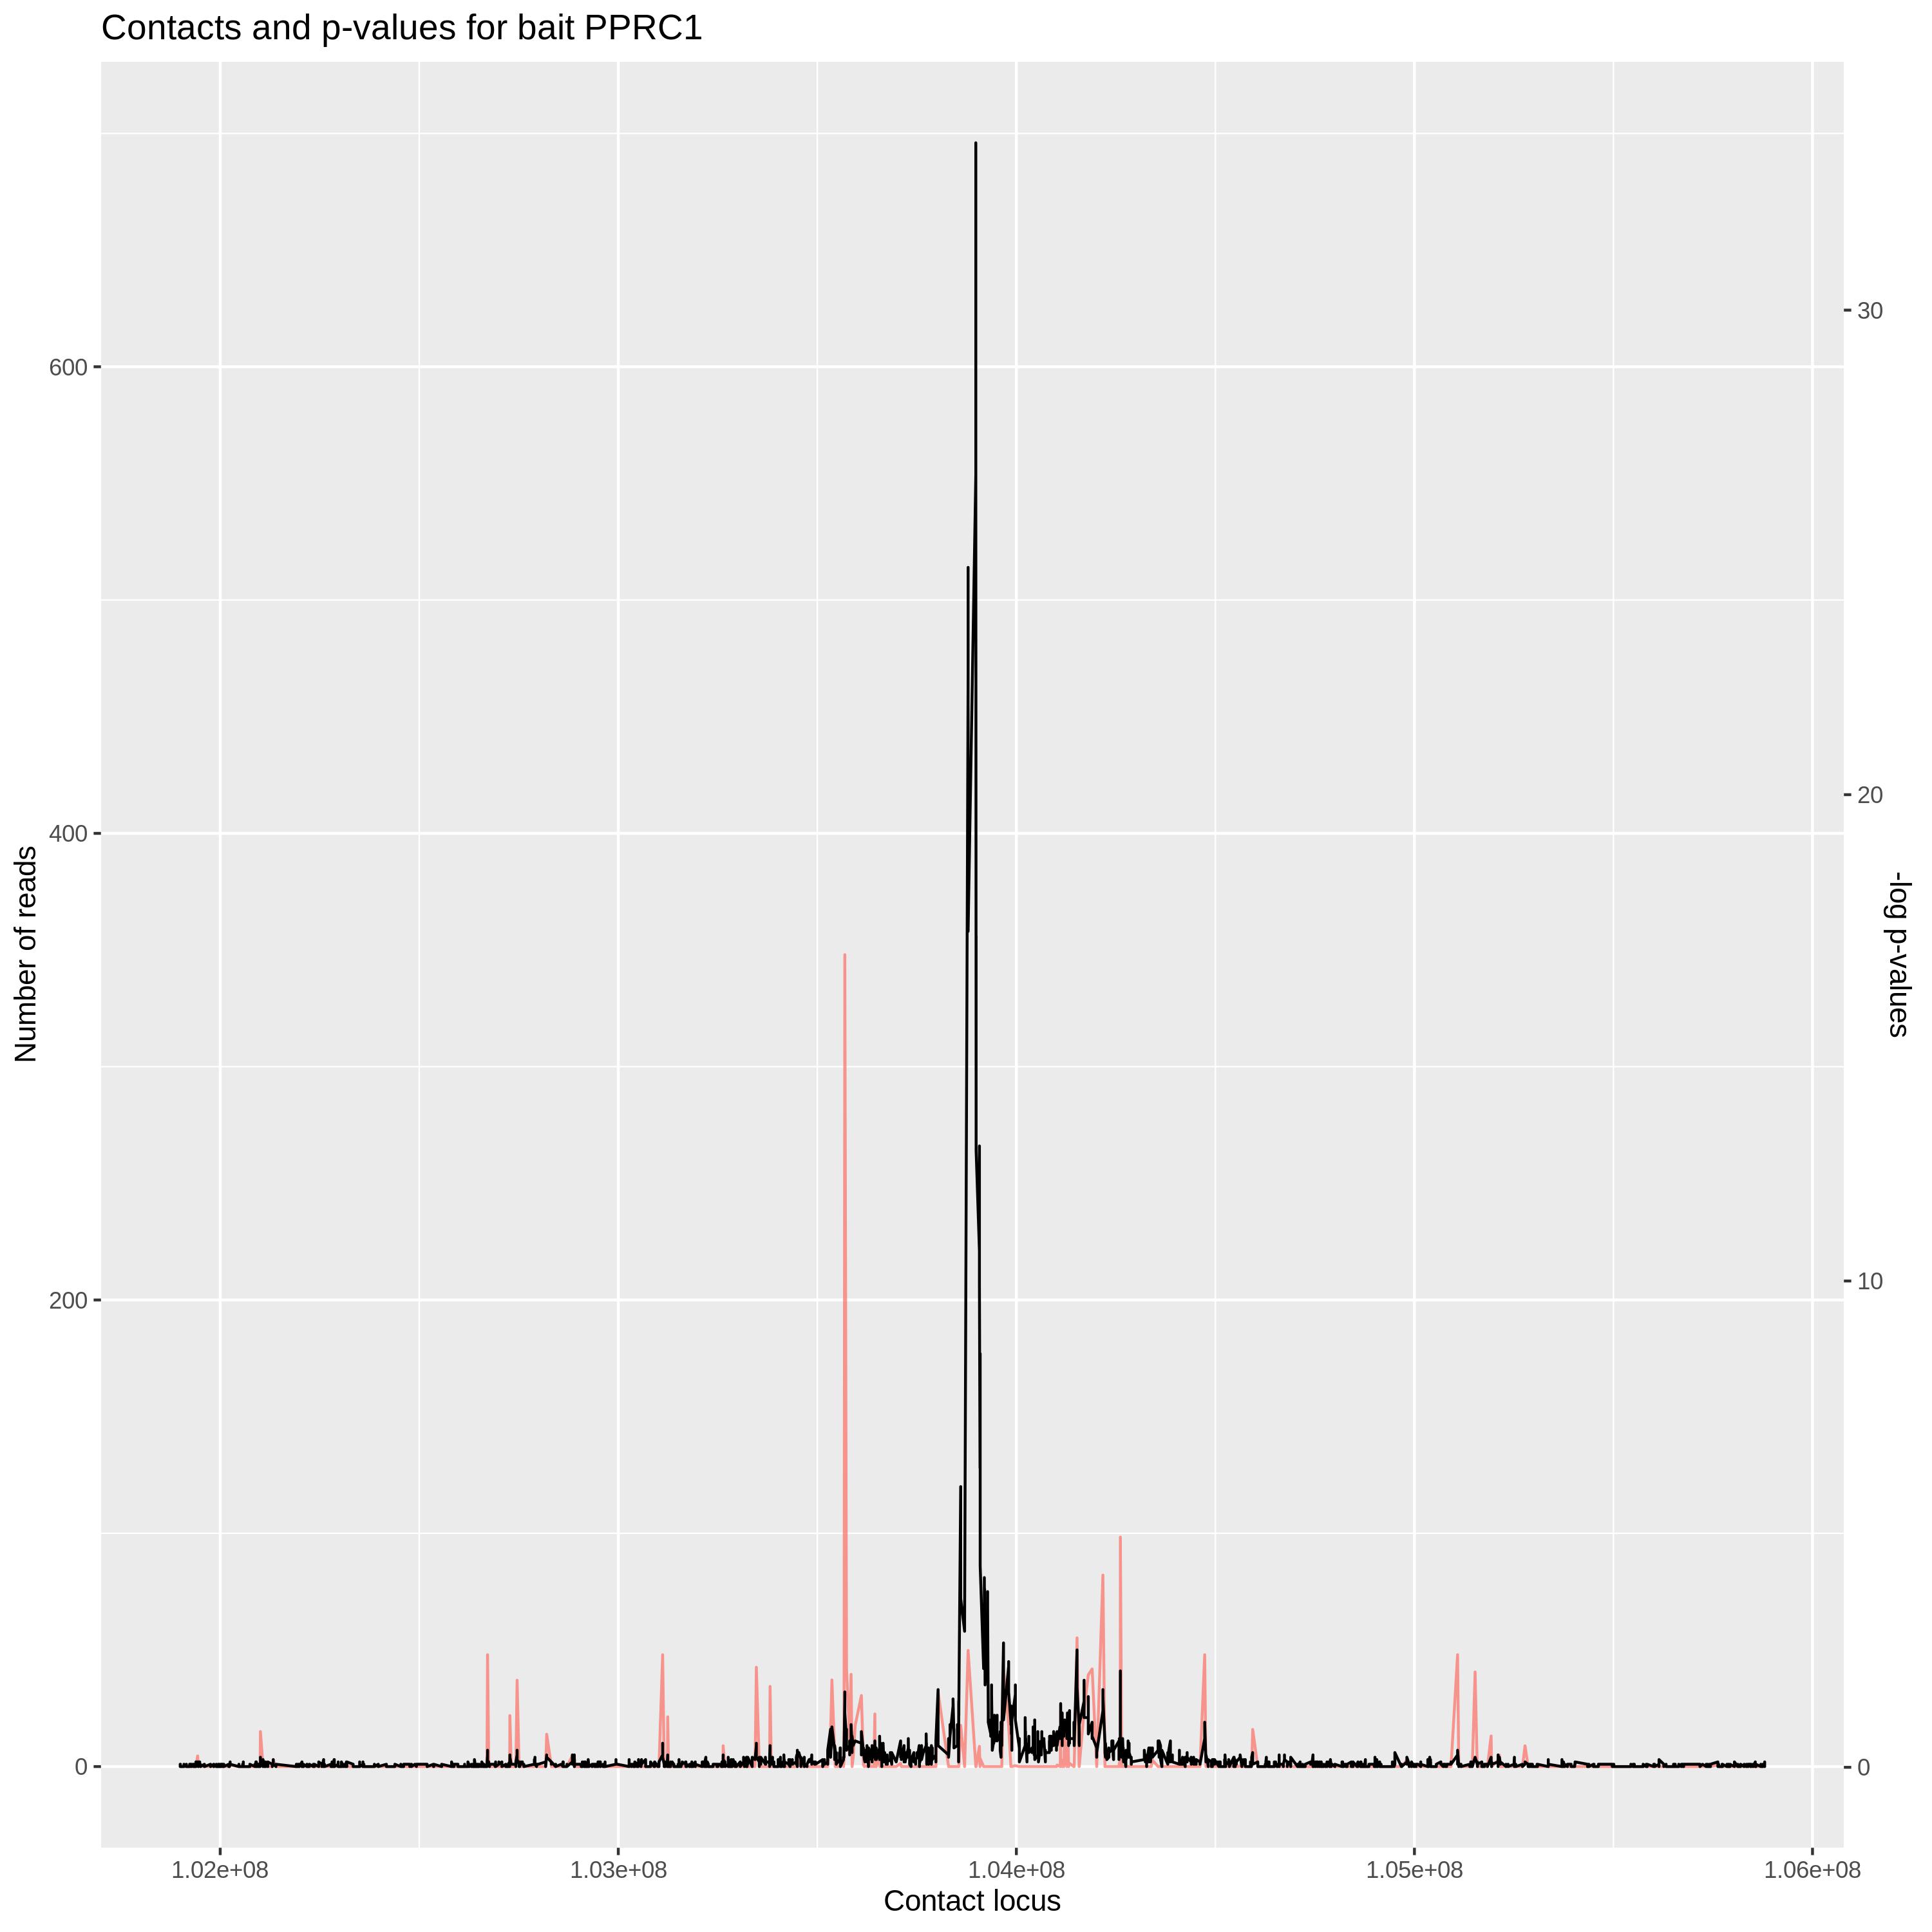 Contacts and p-values for bait PPRC1
Number of reads
600
400
200
0
30
20
10
0
-log p-values
1.02e+08
1.03e+08
1.04e+08
1.05e+08
1.06e+08
Contact locus